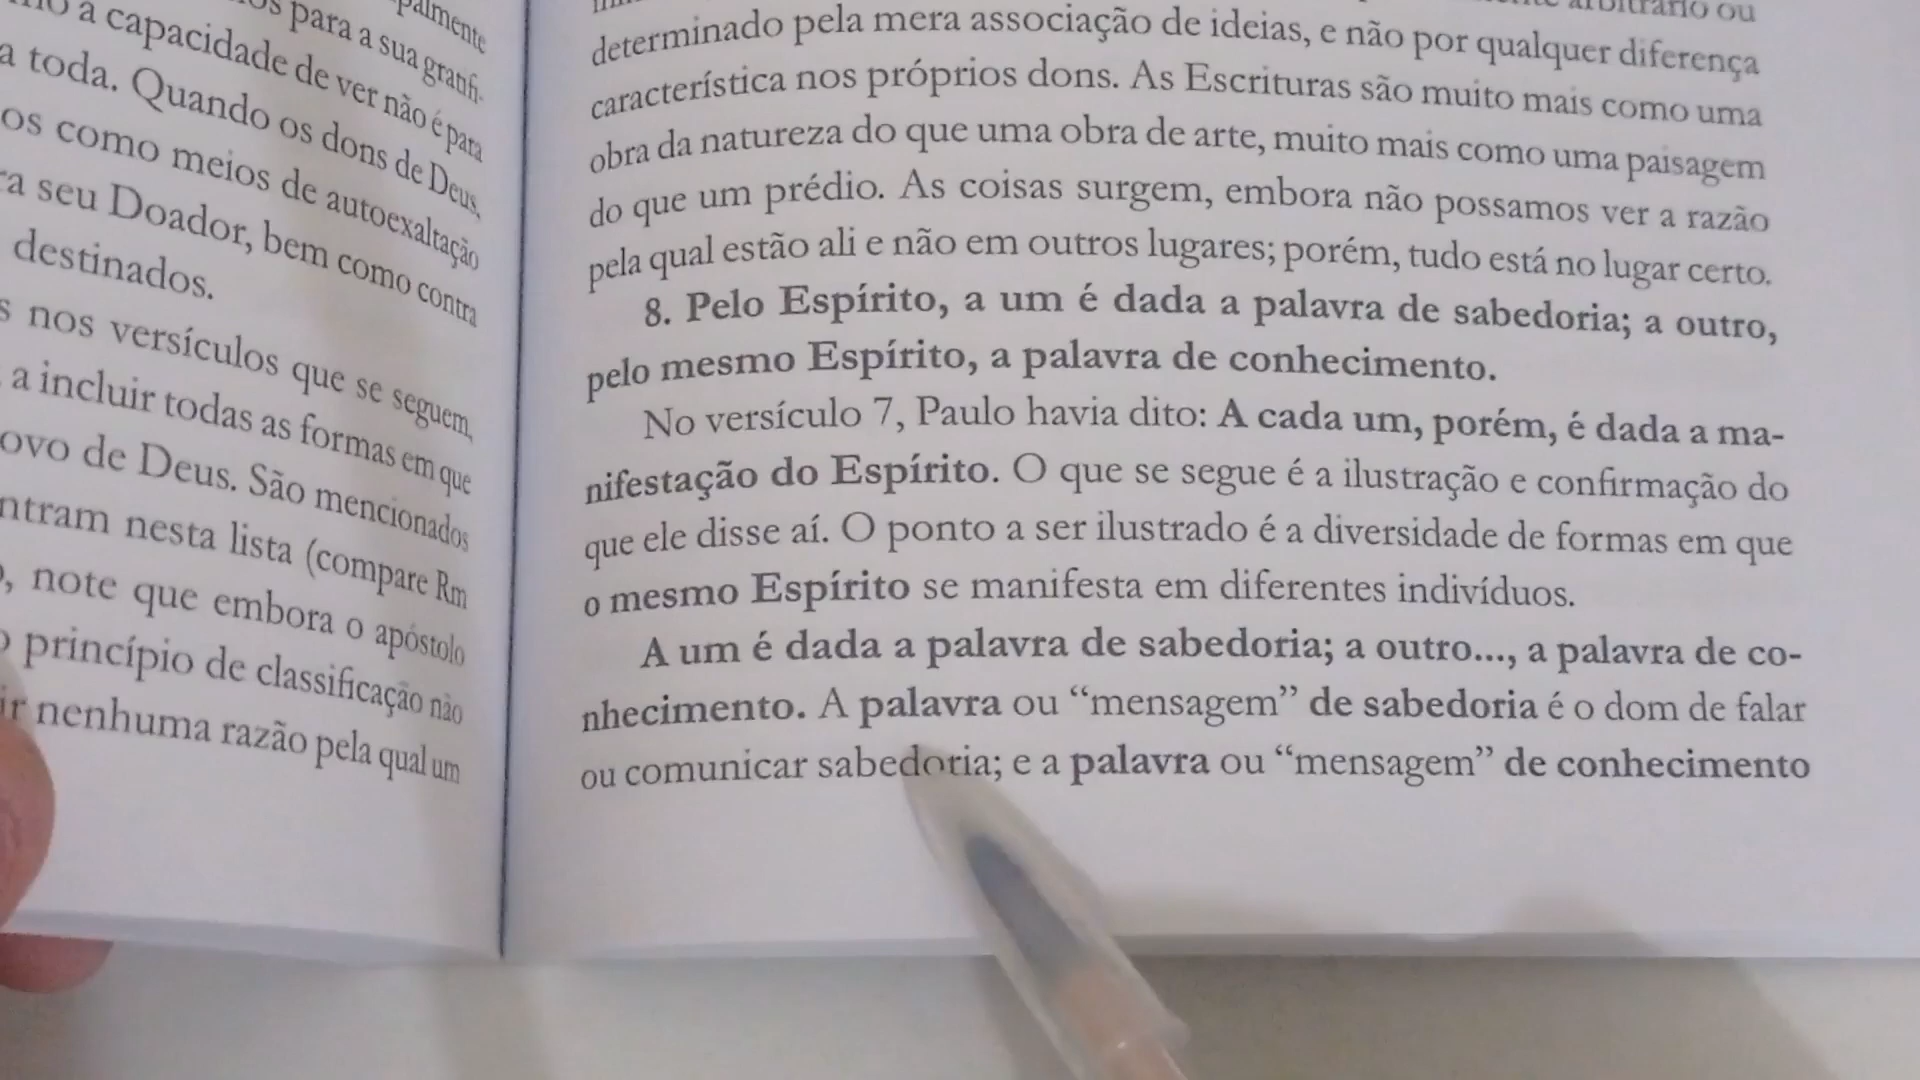 palmente
os para a sua granfi-
a capacidade de ver não é para
a toda. Quando os dons de Deus,
os como meios de autoexaltação
ra seu Doador, bem como contra
destinados.
s nos versículos que se seguem,
a incluir todas as formas em que
ovo de Deus. São mencionados
ntram nesta lista (compare Rm
, note que embora o apóstolo
o princípio de classificação não
ir nenhuma razão pela qual um
arbitrário ou
determinado pela mera associação de ideias, e não por qualquer diferença
característica nos próprios dons. As Escrituras são muito mais como uma
obra da natureza do que uma obra de arte, muito mais como uma paisagem
do que um prédio. As coisas surgem, embora não possamos ver a razão
pela qual estão ali e não em outros lugares; porém, tudo está no lugar certo.
8. Pelo Espírito, a um é dada a palavra de sabedoria; a outro,
pelo mesmo Espírito, a palavra de conhecimento.
No versículo 7, Paulo havia dito: A cada um, porém, é dada a ma-
nifestação do Espírito. O que se segue é a ilustração e confirmação do
que ele disse aí. O ponto a ser ilustrado é a diversidade de formas em que
o mesmo Espírito se manifesta em diferentes indivíduos.
A um é dada a palavra de sabedoria; a outro..., a palavra de co-
nhecimento. A palavra ou “mensagem” de sabedoria é o dom de falar
ou comunicar sabedoria; e a palavra ou “mensagem” de conhecimento